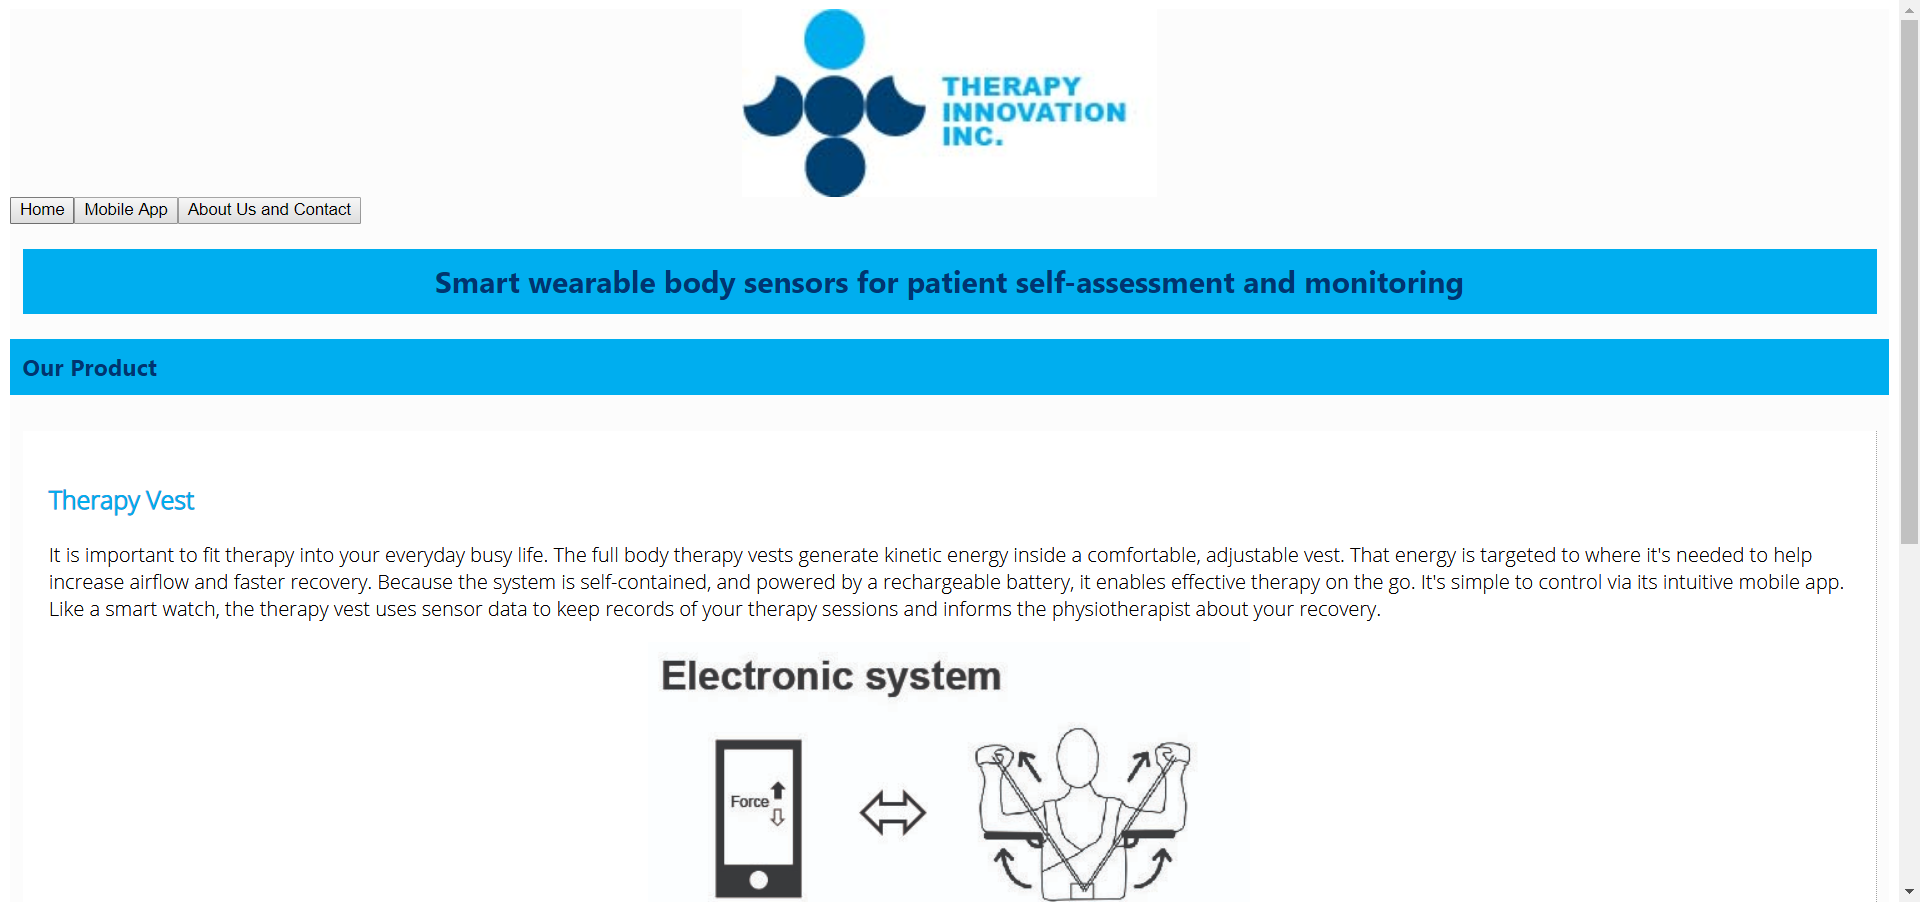 THERAPY
INNOVATION
INC.
Home Mobile App About Us and Contact
Smart wearable body sensors for patient self-assessment and monitoring
Our Product
Therapy Vest
It is important to fit therapy into your everyday busy life. The full body therapy vests generate kinetic energy inside a comfortable, adjustable vest. That energy is targeted to where it's needed to help
increase airflow and faster recovery. Because the system is self-contained, and powered by a rechargeable battery, it enables effective therapy on the go. It's simple to control via its intuitive mobile app.
Like a smart watch, the therapy vest uses sensor data to keep records of your therapy sessions and informs the physiotherapist about your recovery.
Electronic system
Force